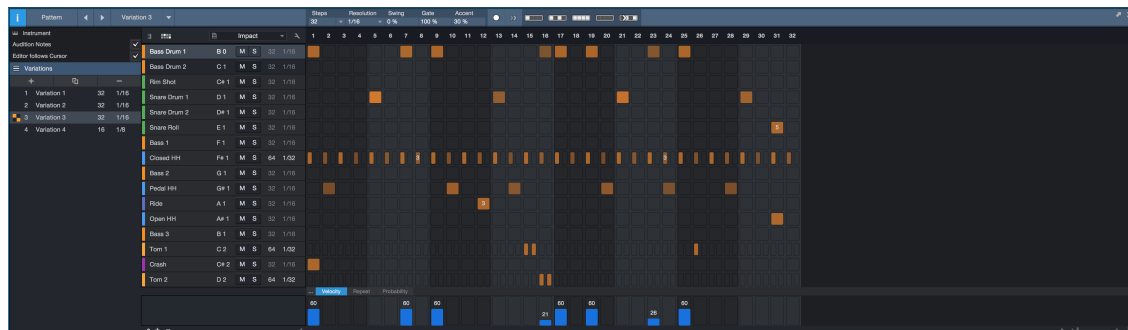 i Pattern Variation 3 Steps Resolution Swing Gate Accent
32 1/16 0 % 100 % 30 %
Instrument 3 Impact 1 2 3 4 5 6 7 8 9 10 11 12 13 14 15 16 17 18 19 20 21 22 23 24 25 26 27 28 29 30 31 32
Audition Notes
Editor follows Cursor
Variations
+ −
1 Variation 1 32 1/16
2 Variation 2 32 1/16
3 Variation 3 32 1/16
4 Variation 4 16 1/8
Bass Drum 1 B 0 M S 32 1/16
Bass Drum 2 C 1 M S 32 1/16
Rim Shot C# 1 M S 32 1/16
Snare Drum 1 D 1 M S 32 1/16
Snare Drum 2 D# 1 M S 32 1/16
Snare Roll E 1 M S 32 1/16 5
Bass 1 F 1 M S 32 1/16
Closed HH F# 1 M S 64 1/32 3 3
Bass 2 G 1 M S 32 1/16
Pedal HH G# 1 M S 32 1/16
Ride A 1 M S 32 1/16 3
Open HH A# 1 M S 32 1/16
Bass 3 B 1 M S 32 1/16
Tom 1 C 2 M S 64 1/32
Crash C# 2 M S 32 1/16
Tom 2 D 2 M S 64 1/32
... Velocity Repeat Probability
60 60 60 21 60 60 26 60